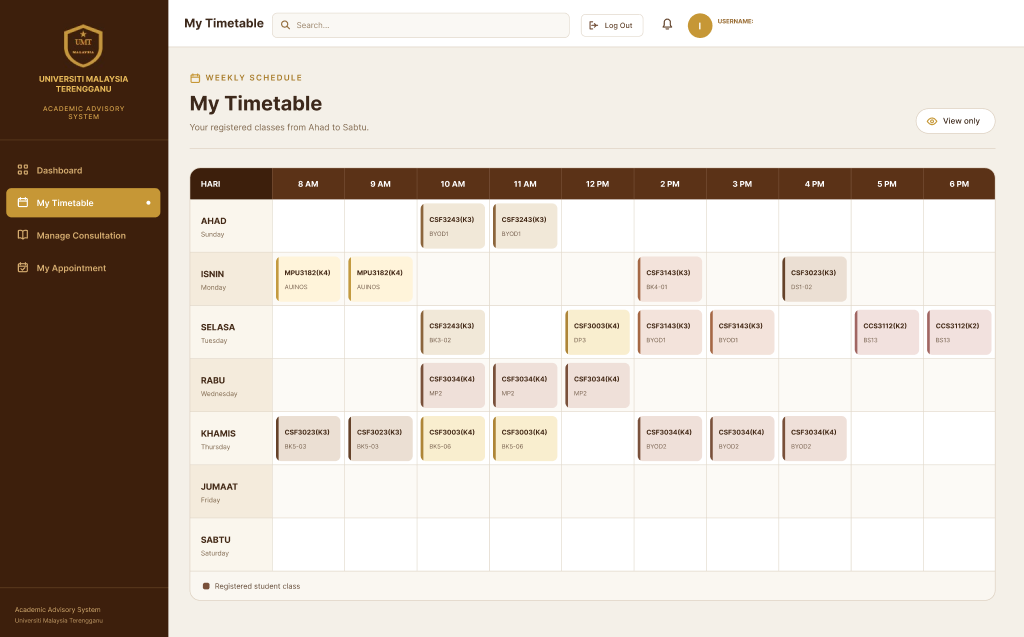 UMT
MALAYSIA
UNIVERSITI MALAYSIA
TERENGGANU
ACADEMIC ADVISORY
SYSTEM
Dashboard
My Timetable
Manage Consultation
My Appointment
Academic Advisory System
Universiti Malaysia Terengganu
My Timetable
Search...
Log Out
I
USERNAME:
WEEKLY SCHEDULE
My Timetable
Your registered classes from Ahad to Sabtu.
View only
HARI 8 AM 9 AM 10 AM 11 AM 12 PM 2 PM 3 PM 4 PM 5 PM 6 PM
AHAD CSF3243(K3) CSF3243(K3)
Sunday BYOD1 BYOD1
ISNIN MPU3182(K4) MPU3182(K4) CSF3143(K3) CSF3023(K3)
Monday AUINOS AUINOS BK4-01 DS1-02
SELASA CSF3243(K4) CSF3003(K4) CSF3143(K3) CSF3143(K3) CCS3112(K2) CCS3112(K2)
Tuesday BK3-02 DP3 BYOD1 BYOD1 BS13 BS13
RABU CSF3034(K4) CSF3034(K4) CSF3034(K4)
Wednesday MP2 MP2 MP2
KHAMIS CSF3023(K3) CSF3023(K3) CSF3003(K4) CSF3003(K4) CSF3034(K4) CSF3034(K4) CSF3034(K4)
Thursday BK5-03 BK5-03 BK5-06 BK5-06 BYOD2 BYOD2 BYOD2
JUMAAT
Friday
SABTU
Saturday
Registered student class